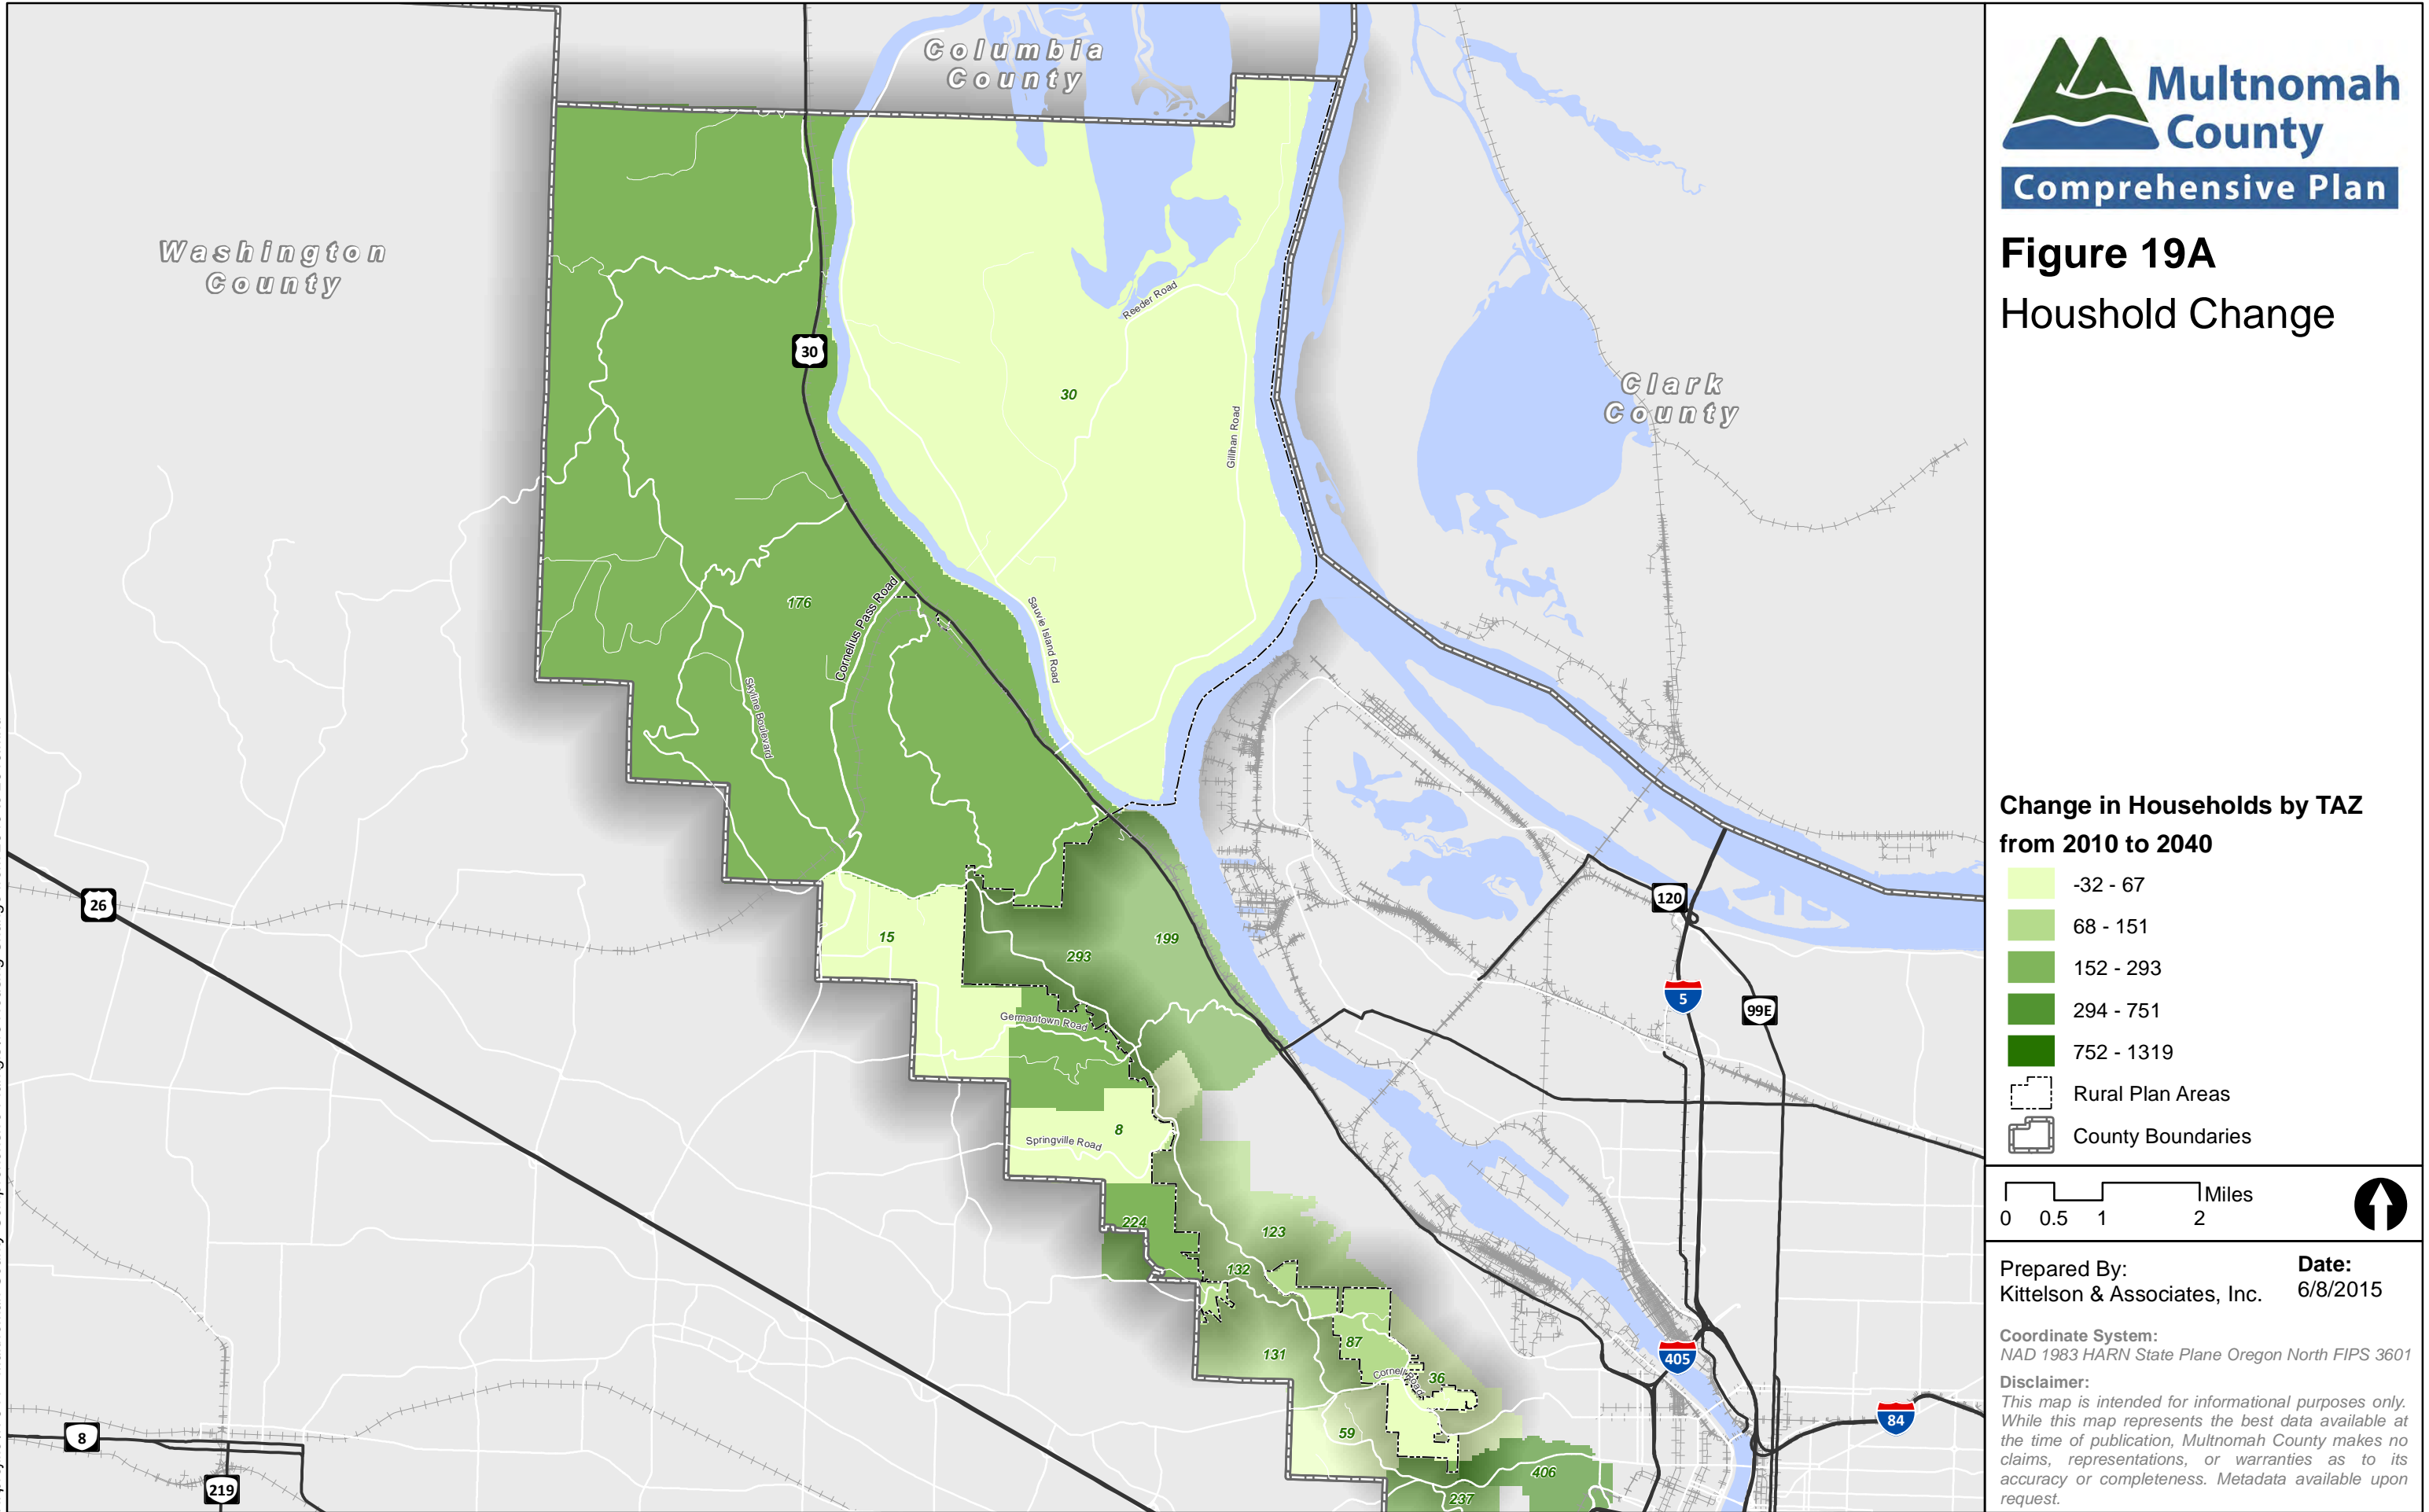 Columbia
County
Washington
County
Clark
County
30
Reeder Road
30
Gillihan Road
176
Cornelius Pass Road
Sauvie Island Road
Skyline Boulevard
26
15
293
199
120
5
99E
Germantown Road
8
Springville Road
224
123
132
131
87
Cornell Road
36
59
406
237
405
84
8
219
Multnomah
County
Comprehensive Plan
Figure 19A
Houshold Change
Change in Households by TAZ
from 2010 to 2040
-32 - 67
68 - 151
152 - 293
294 - 751
752 - 1319
Rural Plan Areas
County Boundaries
Miles
0 0.5 1 2
Prepared By:
Kittelson & Associates, Inc.
Date:
6/8/2015
Coordinate System:
NAD 1983 HARN State Plane Oregon North FIPS 3601
Disclaimer:
This map is intended for informational purposes only.
While this map represents the best data available at
the time of publication, Multnomah County makes no
claims, representations, or warranties as to its
accuracy or completeness. Metadata available upon
request.